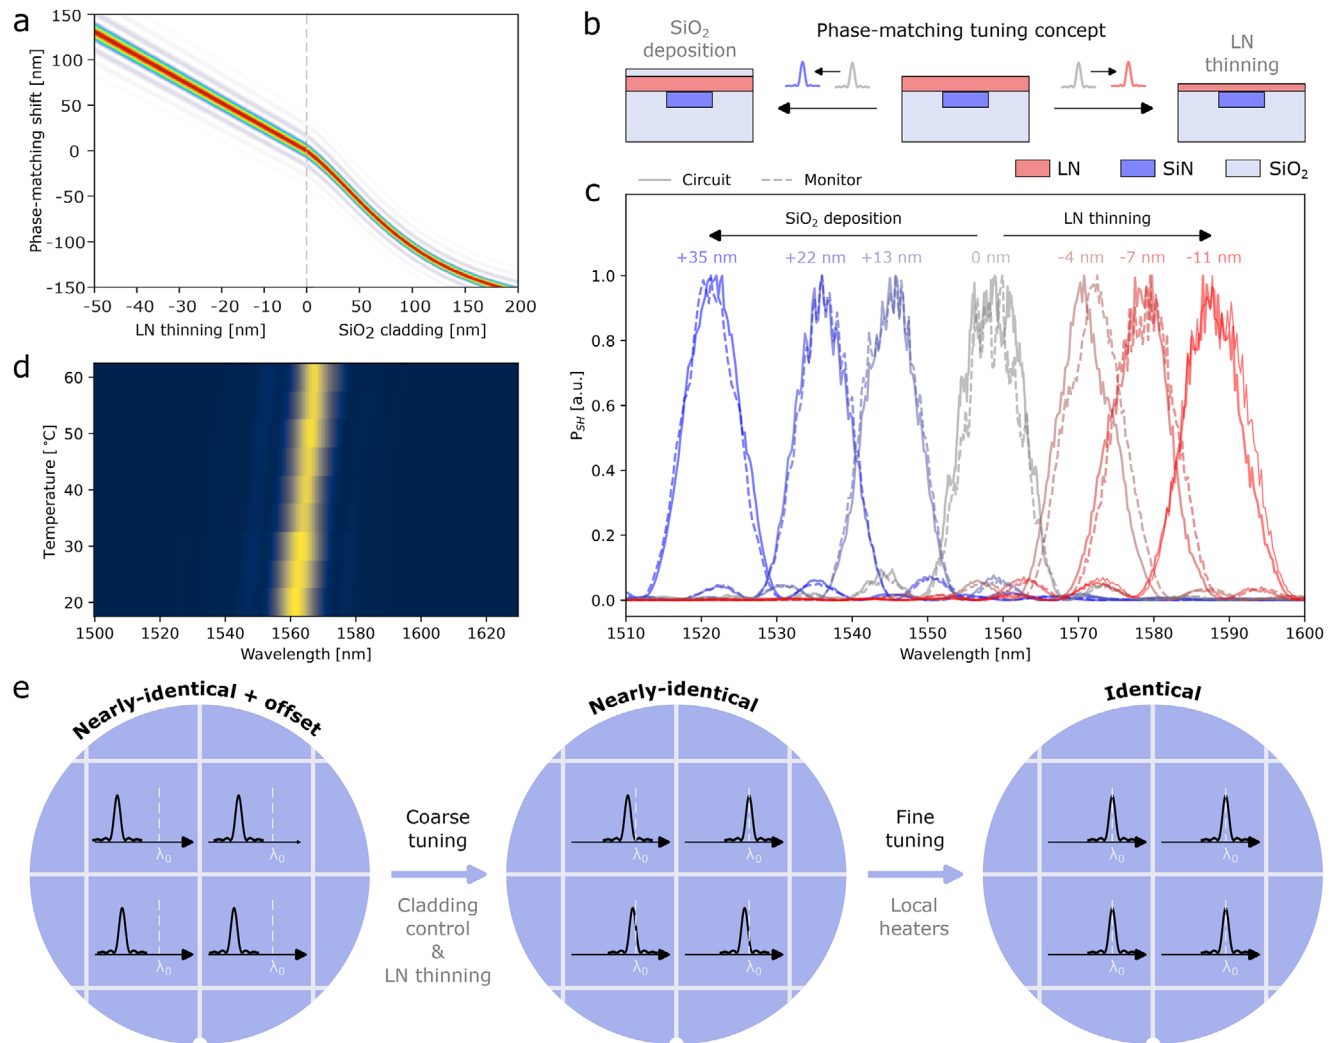 a
150
100
50
0
-50
-100
-150
Phase-matching shift [nm]
-50 -40 -30 -20 -10 0 50 100 150 200
LN thinning [nm] SiO₂ cladding [nm]
b
SiO₂
deposition
Phase-matching tuning concept
LN
thinning
LN SiN SiO₂
Circuit Monitor
c
SiO₂ deposition LN thinning
+35 nm +22 nm +13 nm 0 nm -4 nm -7 nm -11 nm
1.0
0.8
0.6
0.4
0.2
0.0
P_SH [a.u.]
1510 1520 1530 1540 1550 1560 1570 1580 1590 1600
Wavelength [nm]
d
60
50
40
30
20
Temperature [°C]
1500 1520 1540 1560 1580 1600 1620
Wavelength [nm]
e
Nearly-identical + offset
λ₀ λ₀
λ₀ λ₀
Coarse
tuning
Cladding
control
&
LN thinning
Nearly-identical
λ₀ λ₀
λ₀ λ₀
Fine
tuning
Local
heaters
Identical
λ₀ λ₀
λ₀ λ₀